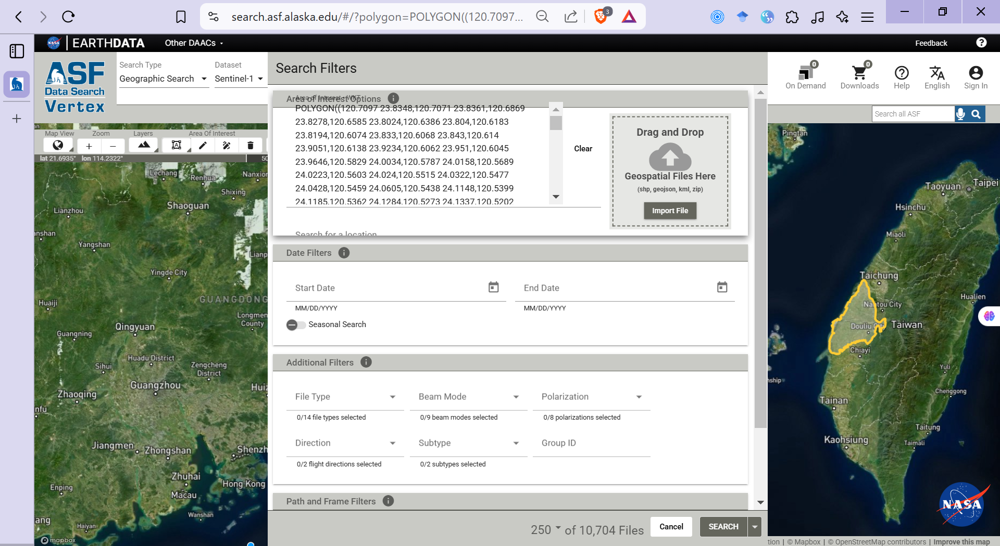 search.asf.alaska.edu/#/?polygon=POLYGON((120.7097...
3
NASA
EARTHDATA
Other DAACs
Feedback
?
ASF
Data Search
Vertex
Search Type
Geographic Search
Dataset
Sentinel-1
Search Filters
0
On Demand
0
Downloads
Help
English
Sign In
Search all ASF
Map View
Zoom
Layers
Area Of Interest
lat 21.6935° lon 114.2322°
50
Area of Interest Options
Area of Interest - WKT
POLYGON((120.7097 23.8348,120.7071 23.8361,120.6869
23.8278,120.6585 23.8024,120.6386 23.804,120.6183
23.8194,120.6074 23.833,120.6068 23.843,120.614
23.9051,120.6138 23.9234,120.6062 23.951,120.6045
23.9646,120.5829 24.0034,120.5787 24.0158,120.5689
24.0223,120.5603 24.024,120.5515 24.0322,120.5477
24.0428,120.5459 24.0605,120.5438 24.1148,120.5399
24.1185,120.5362 24.1284,120.5273 24.1337,120.5202
Clear
Drag and Drop
Geospatial Files Here
(shp, geojson, kml, zip)
Import File
Search for a location
Date Filters
Start Date
MM/DD/YYYY
End Date
MM/DD/YYYY
Seasonal Search
Additional Filters
File Type
0/14 file types selected
Beam Mode
0/9 beam modes selected
Polarization
0/8 polarizations selected
Direction
0/2 flight directions selected
Subtype
0/2 subtypes selected
Group ID
Path and Frame Filters
250 of 10,704 Files
Cancel
SEARCH
an
Lechang
Renhua
Nanxion
Shixing
Shaoguan
Lianzhou
nshan
Yangshan
Lianp
Yingde City
GUANGDONG
Huaiji
Longmen
County
Qingyuan
Guangning
Huadu District
Sihui
Zengcheng
District
Guangzhou
Huiz
Zhaoqing
nfu
Jiangmen
Zhongshan
Shenzh
Zhuhai
Enping
Macau
Hong Kong
Wanshan
ang
Haiyan
mapbox
Pingtan
Taoyuan
Taipei
Hsinchu
Miaoli
Taichung
Nantou City
Hualien
Douliu City
Taiwan
Chiayi
Yuli
nship
Chenggong
Tainan
Taitung
Kaohsiung
Taimali
NASA
tion | © Mapbox | © OpenStreetMap contributors | Improve this map